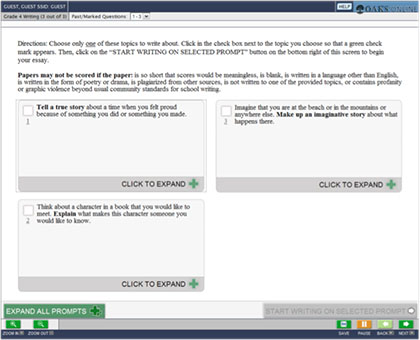 GUEST, GUEST SSID: GUEST
HELP
OAKS ONLINE
Grade 4 Writing (3 out of 3)
Past/Marked Questions:
1 - 3
Directions: Choose only one of these topics to write about. Click in the check box next to the topic you choose so that a green check
mark appears. Then, click on the "START WRITING ON SELECTED PROMPT" button on the bottom right of this screen to begin
your essay.
Papers may not be scored if the paper: is so short that scores would be meaningless, is blank, is written in a language other than English,
is written in the form of poetry or drama, is plagiarized from other sources, is not written to one of the provided topics, or contains profanity
or graphic violence beyond usual community standards for school writing.
Tell a true story about a time when you felt proud
because of something you did or something you made.
1
CLICK TO EXPAND
Imagine that you are at the beach or in the mountains or
anywhere else. Make up an imaginative story about what
happens there.
3
CLICK TO EXPAND
Think about a character in a book that you would like to
meet. Explain what makes this character someone you
would like to know.
2
CLICK TO EXPAND
EXPAND ALL PROMPTS
START WRITING ON SELECTED PROMPT
ZOOM IN
ZOOM OUT
SAVE
PAUSE
BACK
NEXT